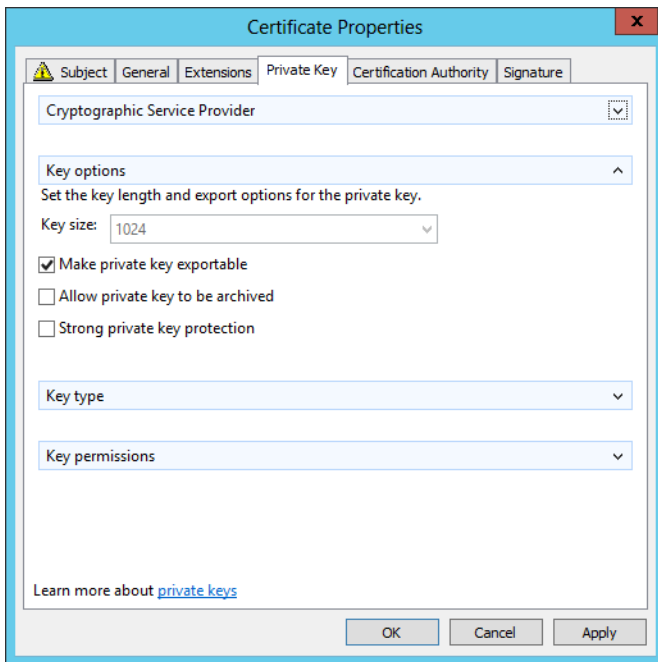 Certificate Properties
x
Subject General Extensions Private Key Certification Authority Signature
Cryptographic Service Provider
Key options
Set the key length and export options for the private key.
Key size: 1024
Make private key exportable
Allow private key to be archived
Strong private key protection
Key type
Key permissions
Learn more about private keys
OK Cancel Apply